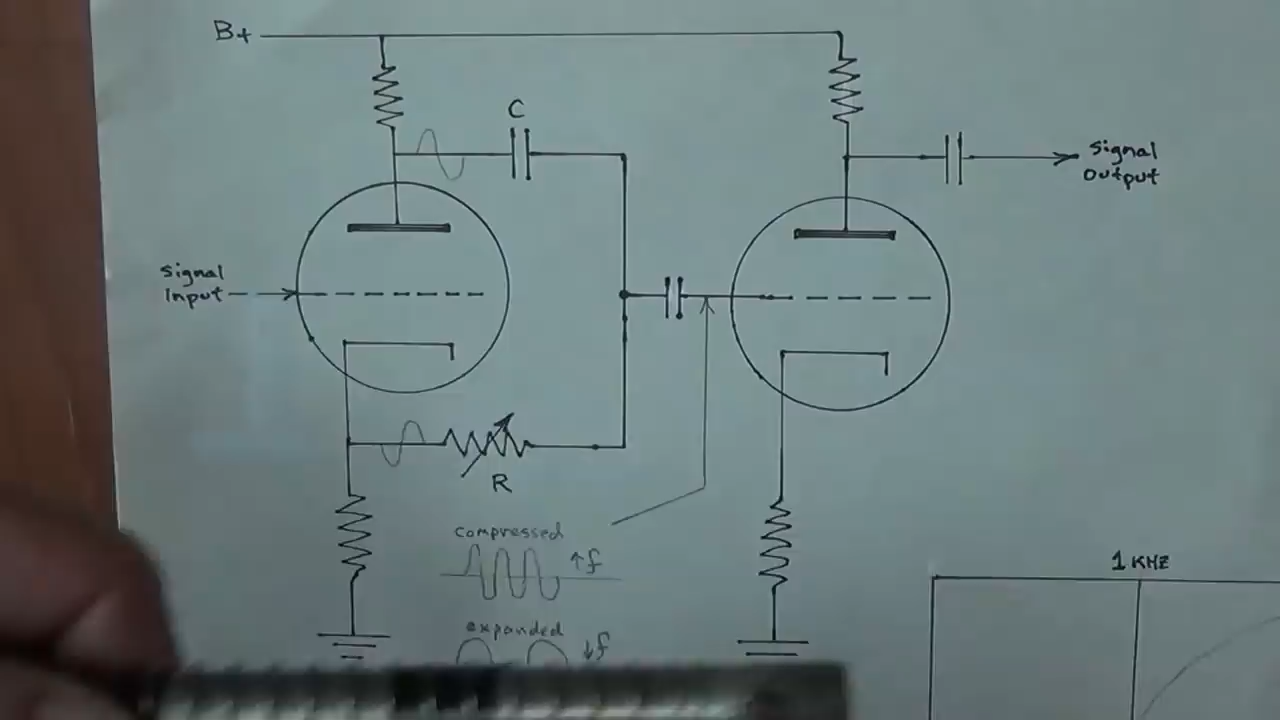 B+
C
Signal
Output
Signal
Input
R
compressed
↑f
1 KHZ
expanded
↓f